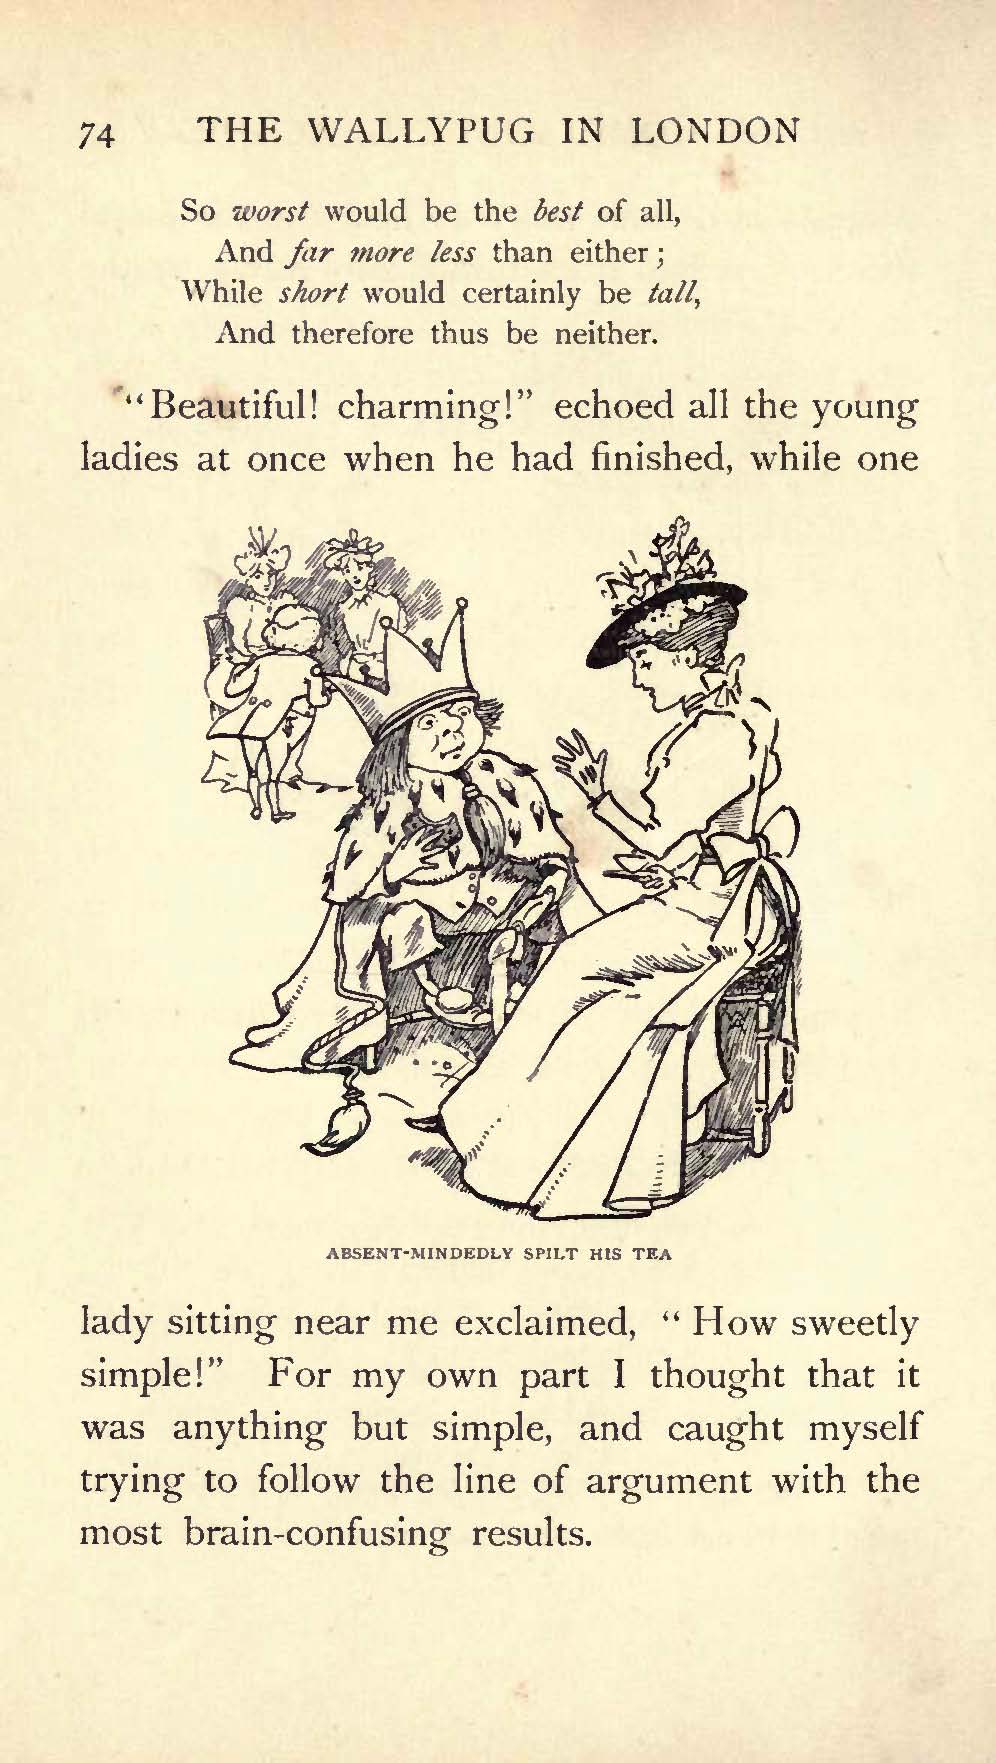 74 THE WALLYPUG IN LONDON
So worst would be the best of all,
And far more less than either;
While short would certainly be tall,
And therefore thus be neither.
"Beautiful! charming!" echoed all the young
ladies at once when he had finished, while one
ABSENT-MINDEDLY SPILT HIS TEA
lady sitting near me exclaimed, "How sweetly
simple!" For my own part I thought that it
was anything but simple, and caught myself
trying to follow the line of argument with the
most brain-confusing results.